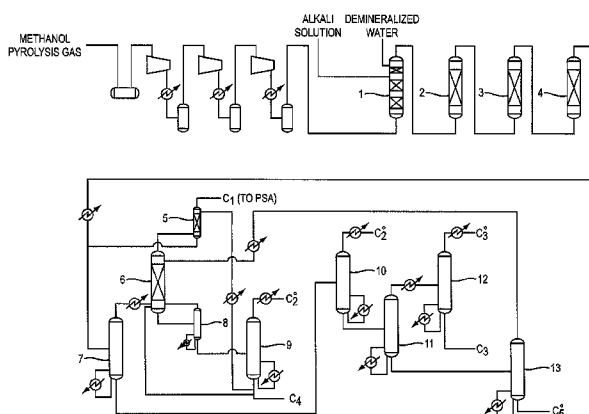 METHANOL
PYROLYSIS GAS
ALKALI
SOLUTION
DEMINERALIZED
WATER
1
2
3
4
C1 (TO PSA)
5
6
7
8
9
C2°
C4
10
C2°
11
12
C3°
C3
13
C6°